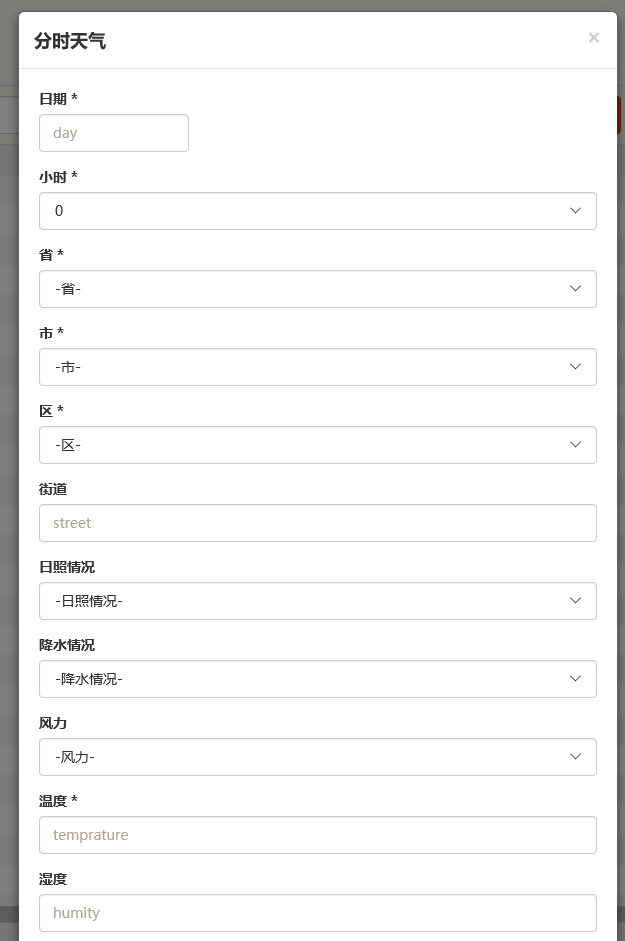 分时天气
×
日期 *
day
小时 *
0
省 *
-省-
市 *
-市-
区 *
-区-
街道
street
日照情况
-日照情况-
降水情况
-降水情况-
风力
-风力-
温度 *
temprature
湿度
humity